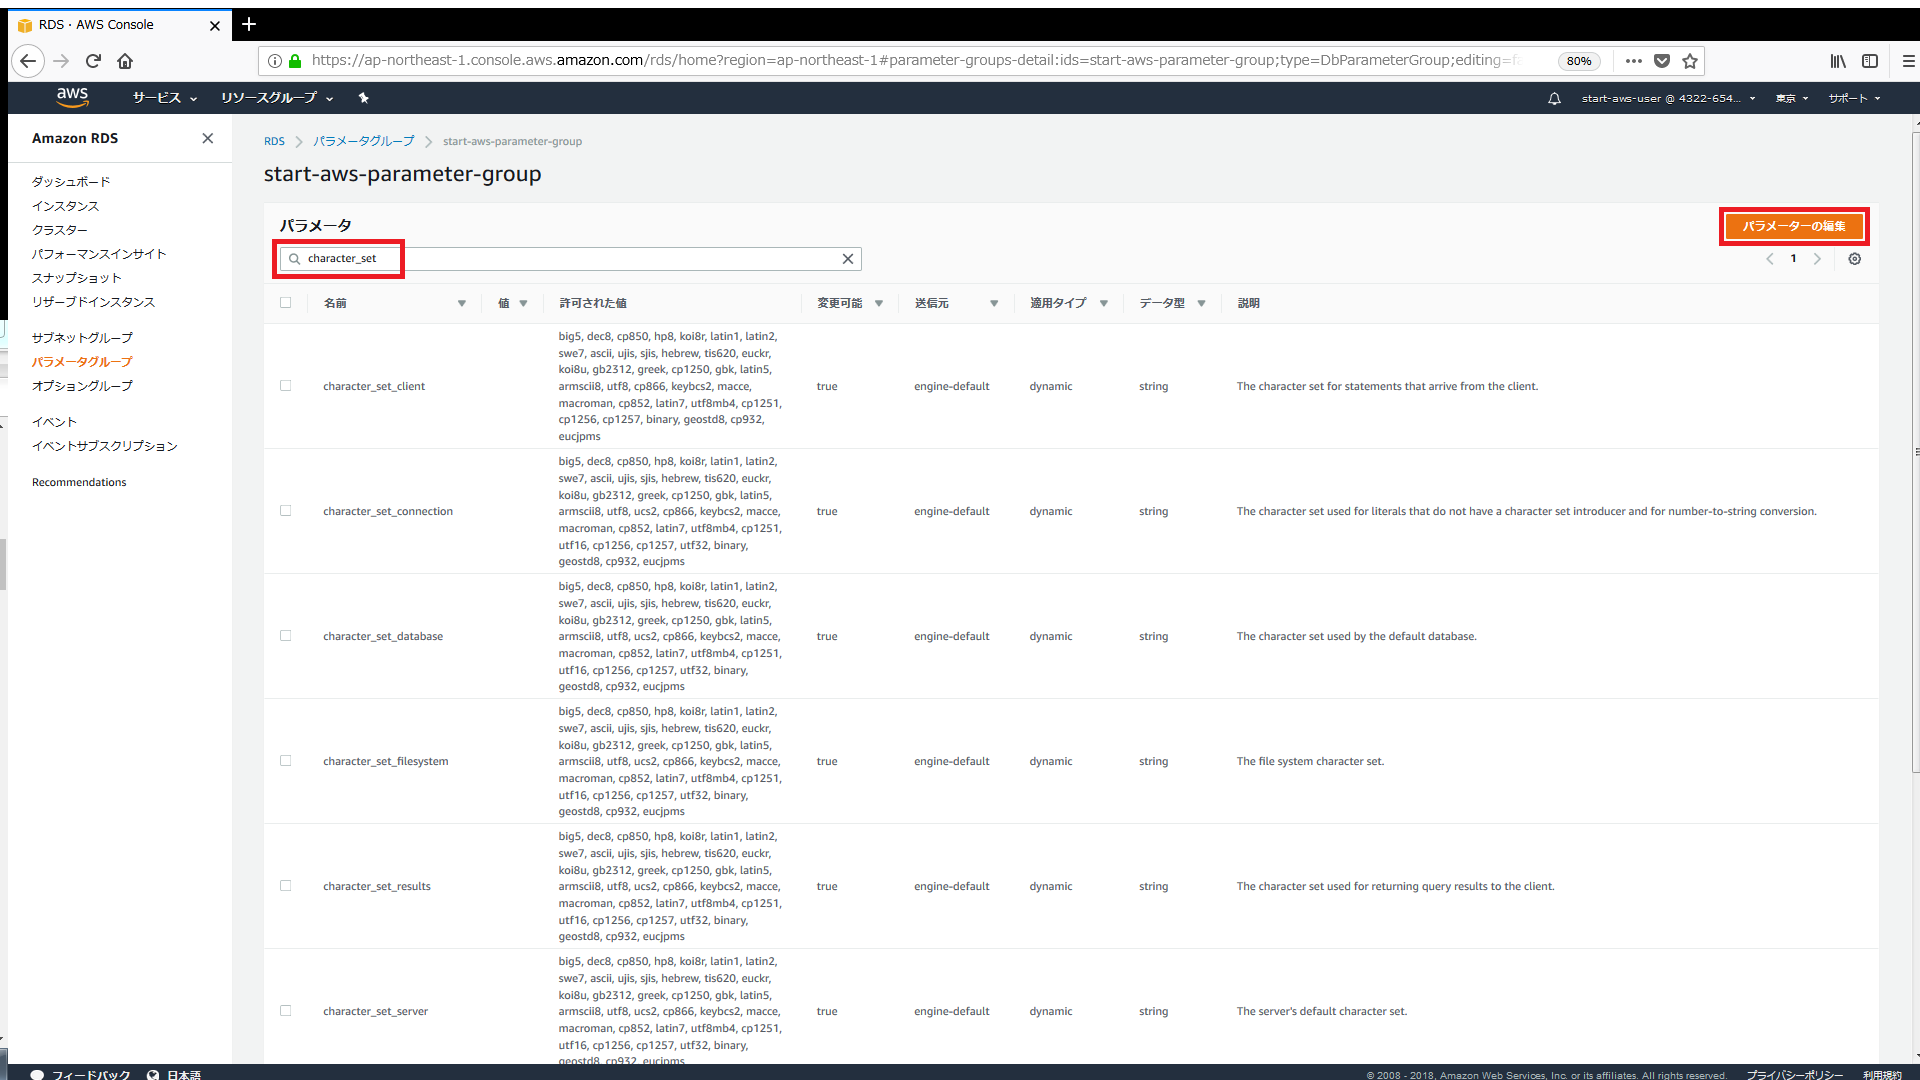 RDS · AWS Console
https://ap-northeast-1.console.aws.amazon.com/rds/home?region=ap-northeast-1#parameter-groups-detail:ids=start-aws-parameter-group;type=DbParameterGroup;editing=f
80%
aws サービス リソースグループ start-aws-user @ 4322-654... 東京 サポート
Amazon RDS
ダッシュボード
インスタンス
クラスター
パフォーマンスインサイト
スナップショット
リザーブドインスタンス
サブネットグループ
パラメータグループ
オプショングループ
イベント
イベントサブスクリプション
Recommendations
RDS パラメータグループ start-aws-parameter-group
start-aws-parameter-group
パラメータ
パラメーターの編集
character_set
1
名前 値 許可された値 変更可能 送信元 適用タイプ データ型 説明
big5, dec8, cp850, hp8, koi8r, latin1, latin2,
swe7, ascii, ujis, sjis, hebrew, tis620, euckr,
koi8u, gb2312, greek, cp1250, gbk, latin5,
character_set_client armscii8, utf8, cp866, keybcs2, macce, true engine-default dynamic string The character set for statements that arrive from the client.
macroman, cp852, latin7, utf8mb4, cp1251,
cp1256, cp1257, binary, geostd8, cp932,
eucjpms
big5, dec8, cp850, hp8, koi8r, latin1, latin2,
swe7, ascii, ujis, sjis, hebrew, tis620, euckr,
koi8u, gb2312, greek, cp1250, gbk, latin5,
character_set_connection armscii8, utf8, ucs2, cp866, keybcs2, macce, true engine-default dynamic string The character set used for literals that do not have a character set introducer and for number-to-string conversion.
macroman, cp852, latin7, utf8mb4, cp1251,
utf16, cp1256, cp1257, utf32, binary,
geostd8, cp932, eucjpms
big5, dec8, cp850, hp8, koi8r, latin1, latin2,
swe7, ascii, ujis, sjis, hebrew, tis620, euckr,
koi8u, gb2312, greek, cp1250, gbk, latin5,
character_set_database armscii8, utf8, ucs2, cp866, keybcs2, macce, true engine-default dynamic string The character set used by the default database.
macroman, cp852, latin7, utf8mb4, cp1251,
utf16, cp1256, cp1257, utf32, binary,
geostd8, cp932, eucjpms
big5, dec8, cp850, hp8, koi8r, latin1, latin2,
swe7, ascii, ujis, sjis, hebrew, tis620, euckr,
koi8u, gb2312, greek, cp1250, gbk, latin5,
character_set_filesystem armscii8, utf8, ucs2, cp866, keybcs2, macce, true engine-default dynamic string The file system character set.
macroman, cp852, latin7, utf8mb4, cp1251,
utf16, cp1256, cp1257, utf32, binary,
geostd8, cp932, eucjpms
big5, dec8, cp850, hp8, koi8r, latin1, latin2,
swe7, ascii, ujis, sjis, hebrew, tis620, euckr,
koi8u, gb2312, greek, cp1250, gbk, latin5,
character_set_results armscii8, utf8, ucs2, cp866, keybcs2, macce, true engine-default dynamic string The character set used for returning query results to the client.
macroman, cp852, latin7, utf8mb4, cp1251,
utf16, cp1256, cp1257, utf32, binary,
geostd8, cp932, eucjpms
big5, dec8, cp850, hp8, koi8r, latin1, latin2,
swe7, ascii, ujis, sjis, hebrew, tis620, euckr,
koi8u, gb2312, greek, cp1250, gbk, latin5,
character_set_server armscii8, utf8, ucs2, cp866, keybcs2, macce, true engine-default dynamic string The server's default character set.
macroman, cp852, latin7, utf8mb4, cp1251,
utf16, cp1256, cp1257, utf32, binary,
geostd8, cp932, eucjpms
フィードバック 日本語 © 2008 - 2018, Amazon Web Services, Inc. or its affiliates. All rights reserved. プライバシーポリシー 利用規約